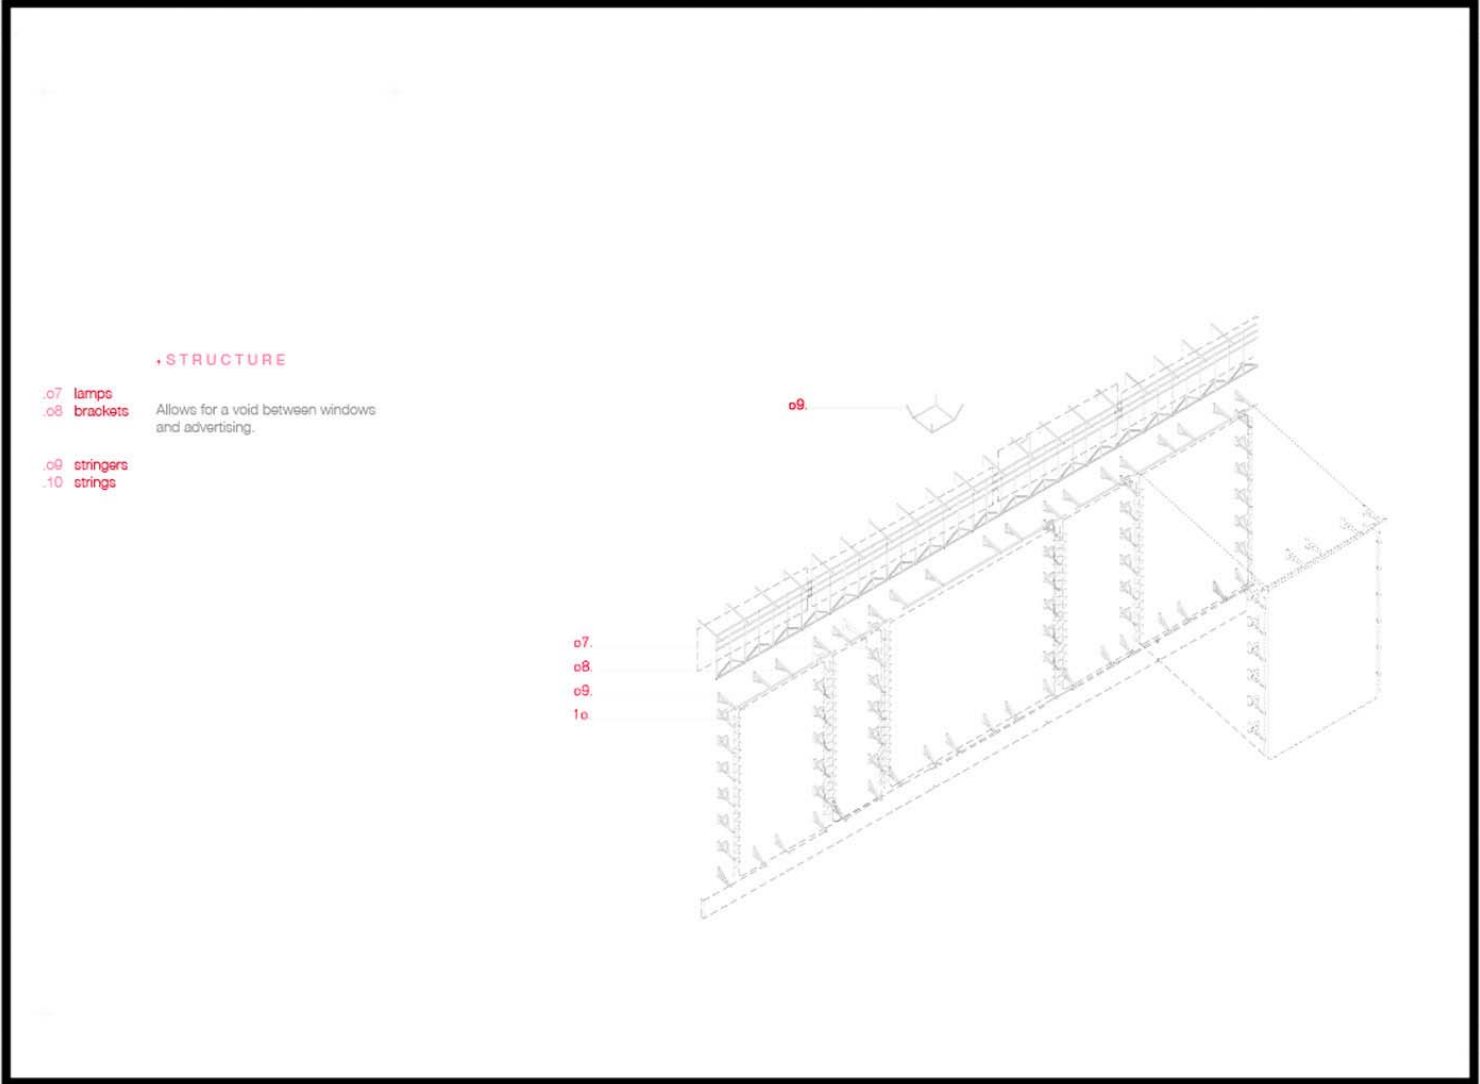 +STRUCTURE
.o7 lamps
.o8 brackets
Allows for a void between windows
and advertising.
.o9 stringers
.10 strings
o9.
o7.
o8.
o9.
1o